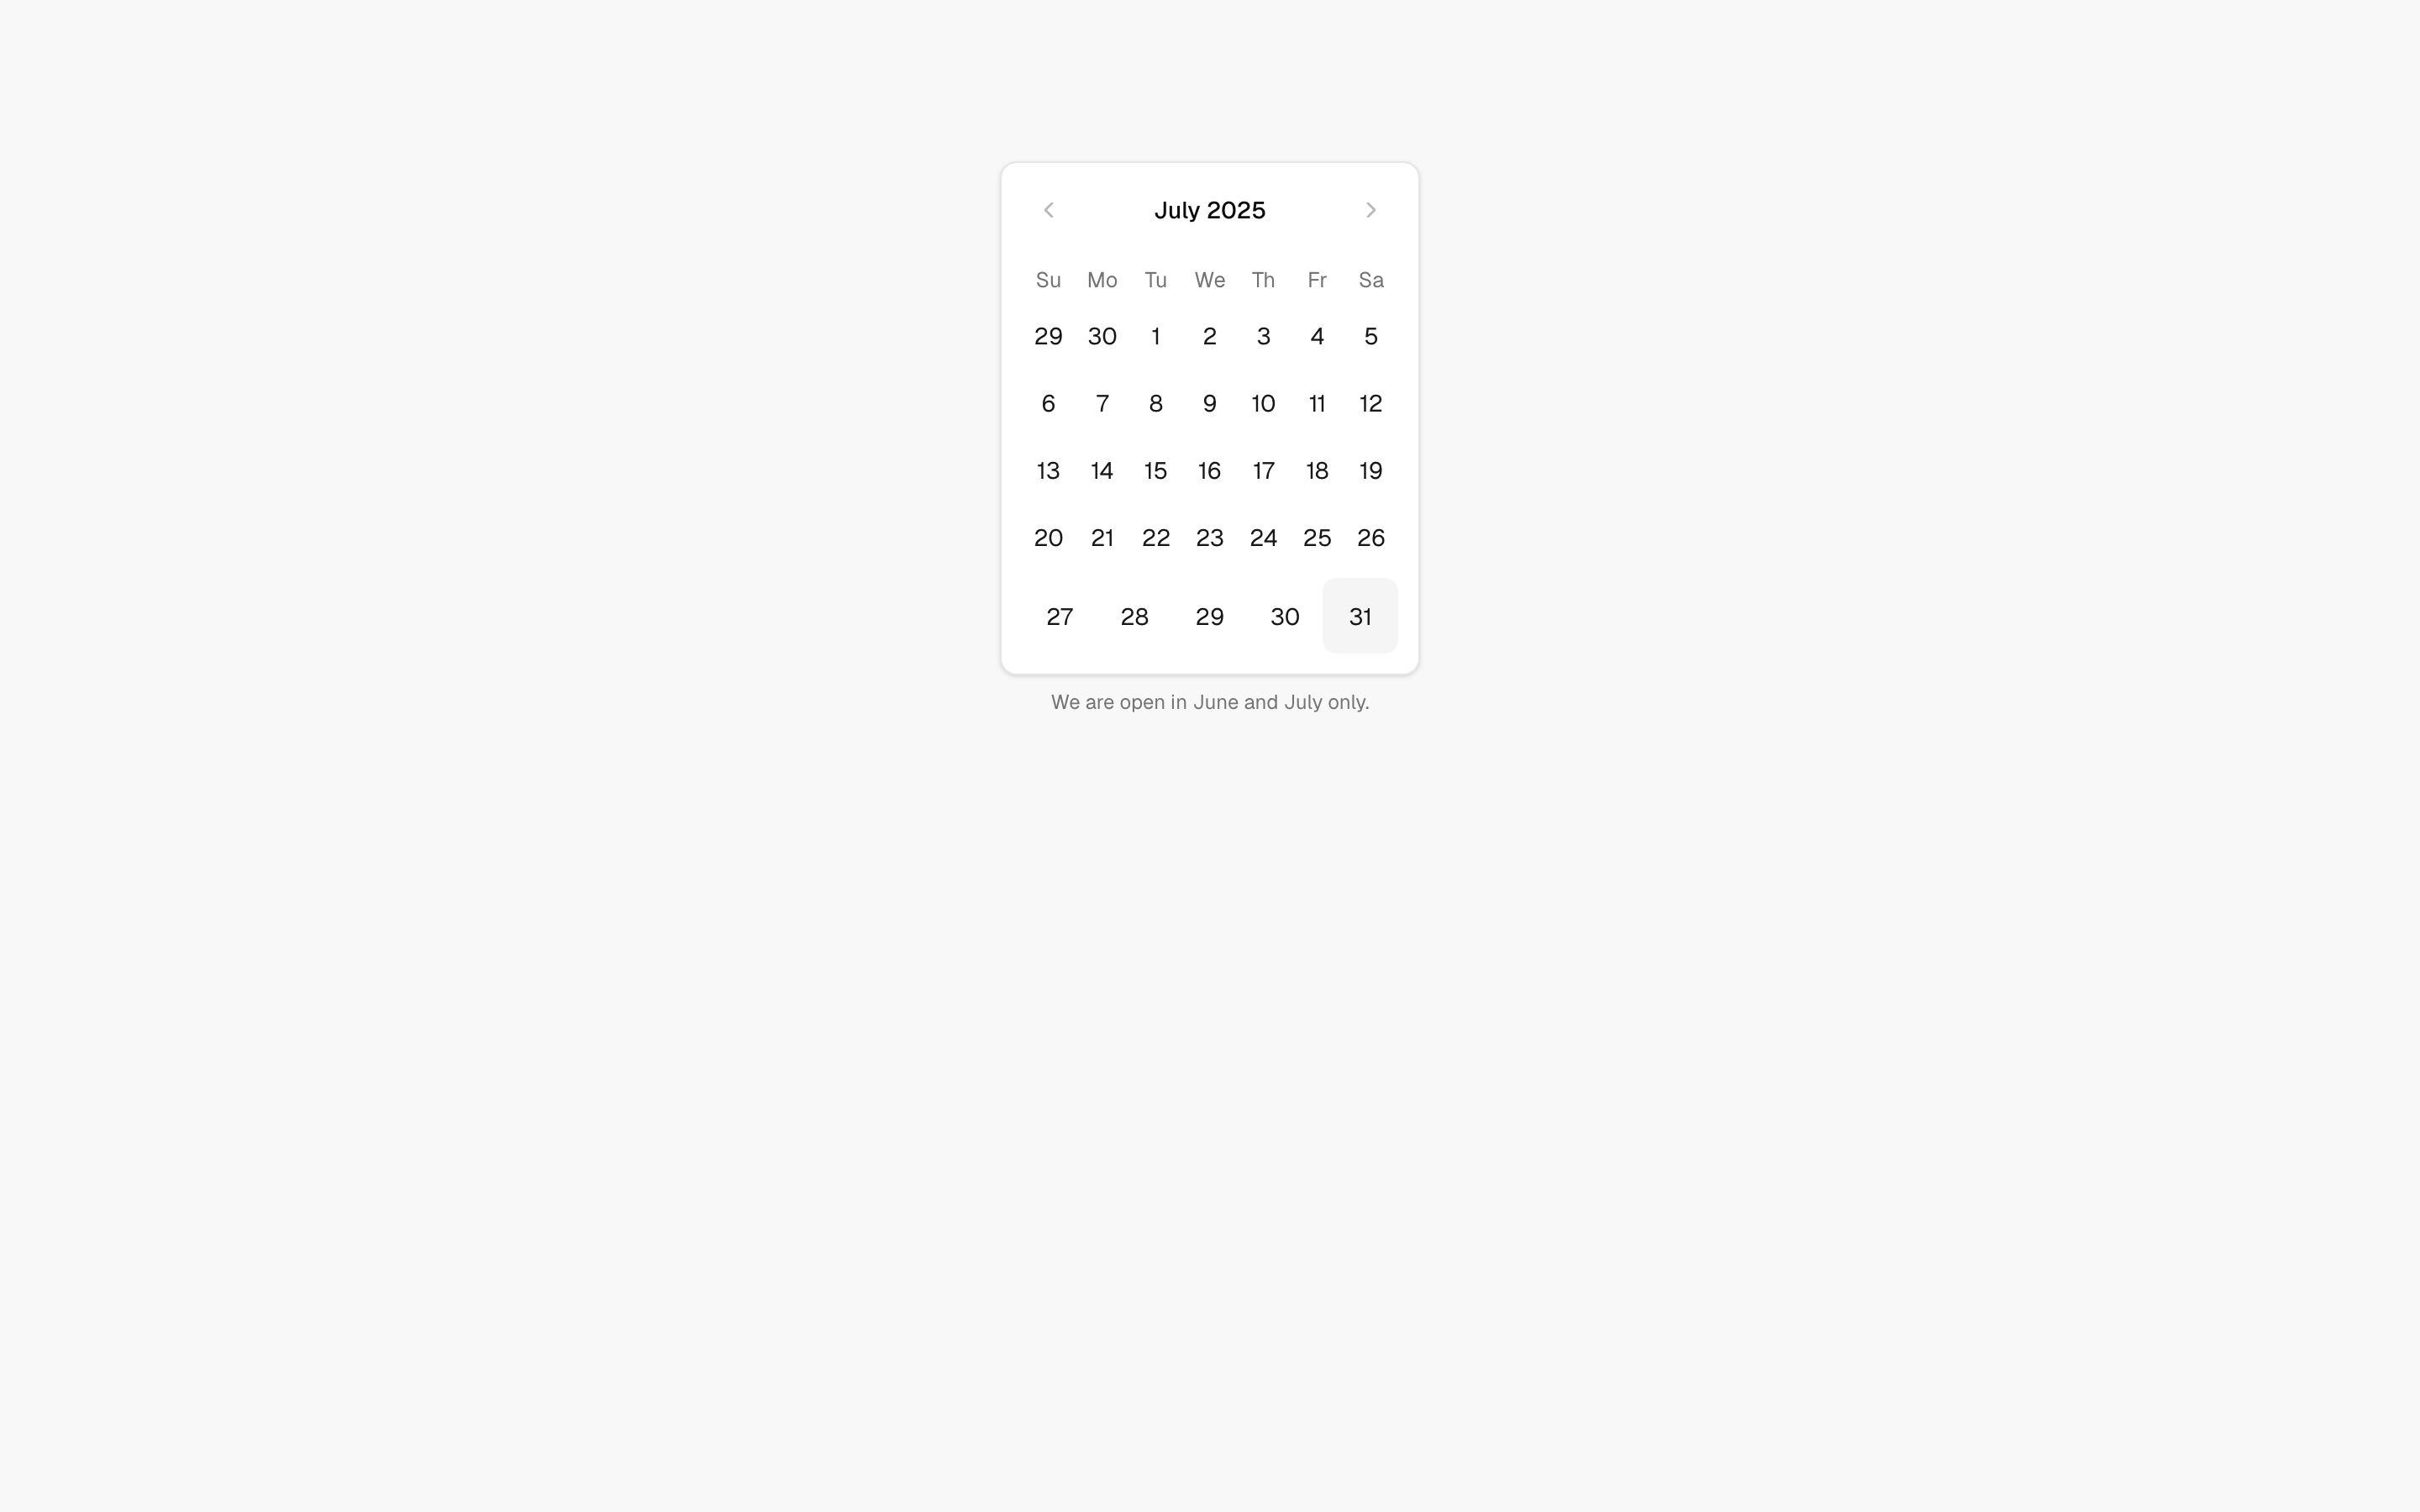 July 2025
Su Mo Tu We Th Fr Sa
29 30 1 2 3 4 5
6 7 8 9 10 11 12
13 14 15 16 17 18 19
20 21 22 23 24 25 26
27 28 29 30 31
We are open in June and July only.